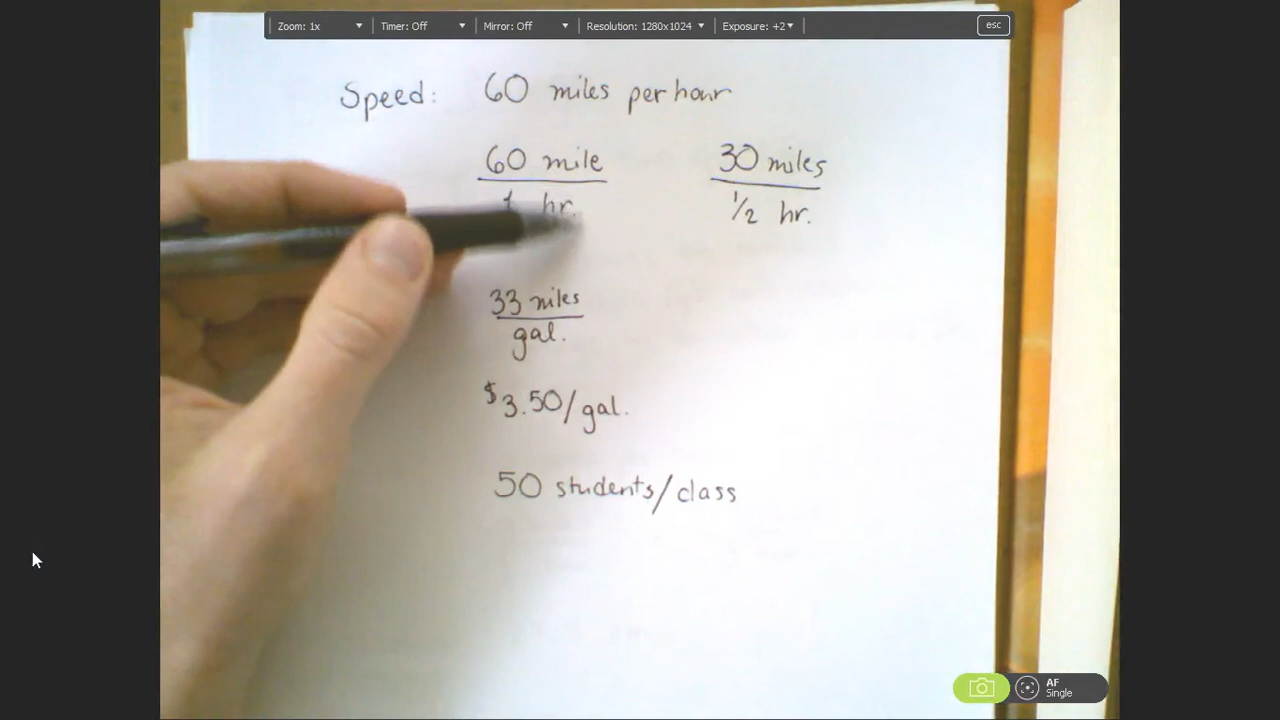 Zoom: 1x Timer: Off Mirror: Off Resolution: 1280x1024 Exposure: +2 esc
Speed: 60 miles per hour
60 mile 30 miles
1 hr. 1/2 hr.
33 miles
gal.
$3.50/gal.
50 students/class
AF
Single